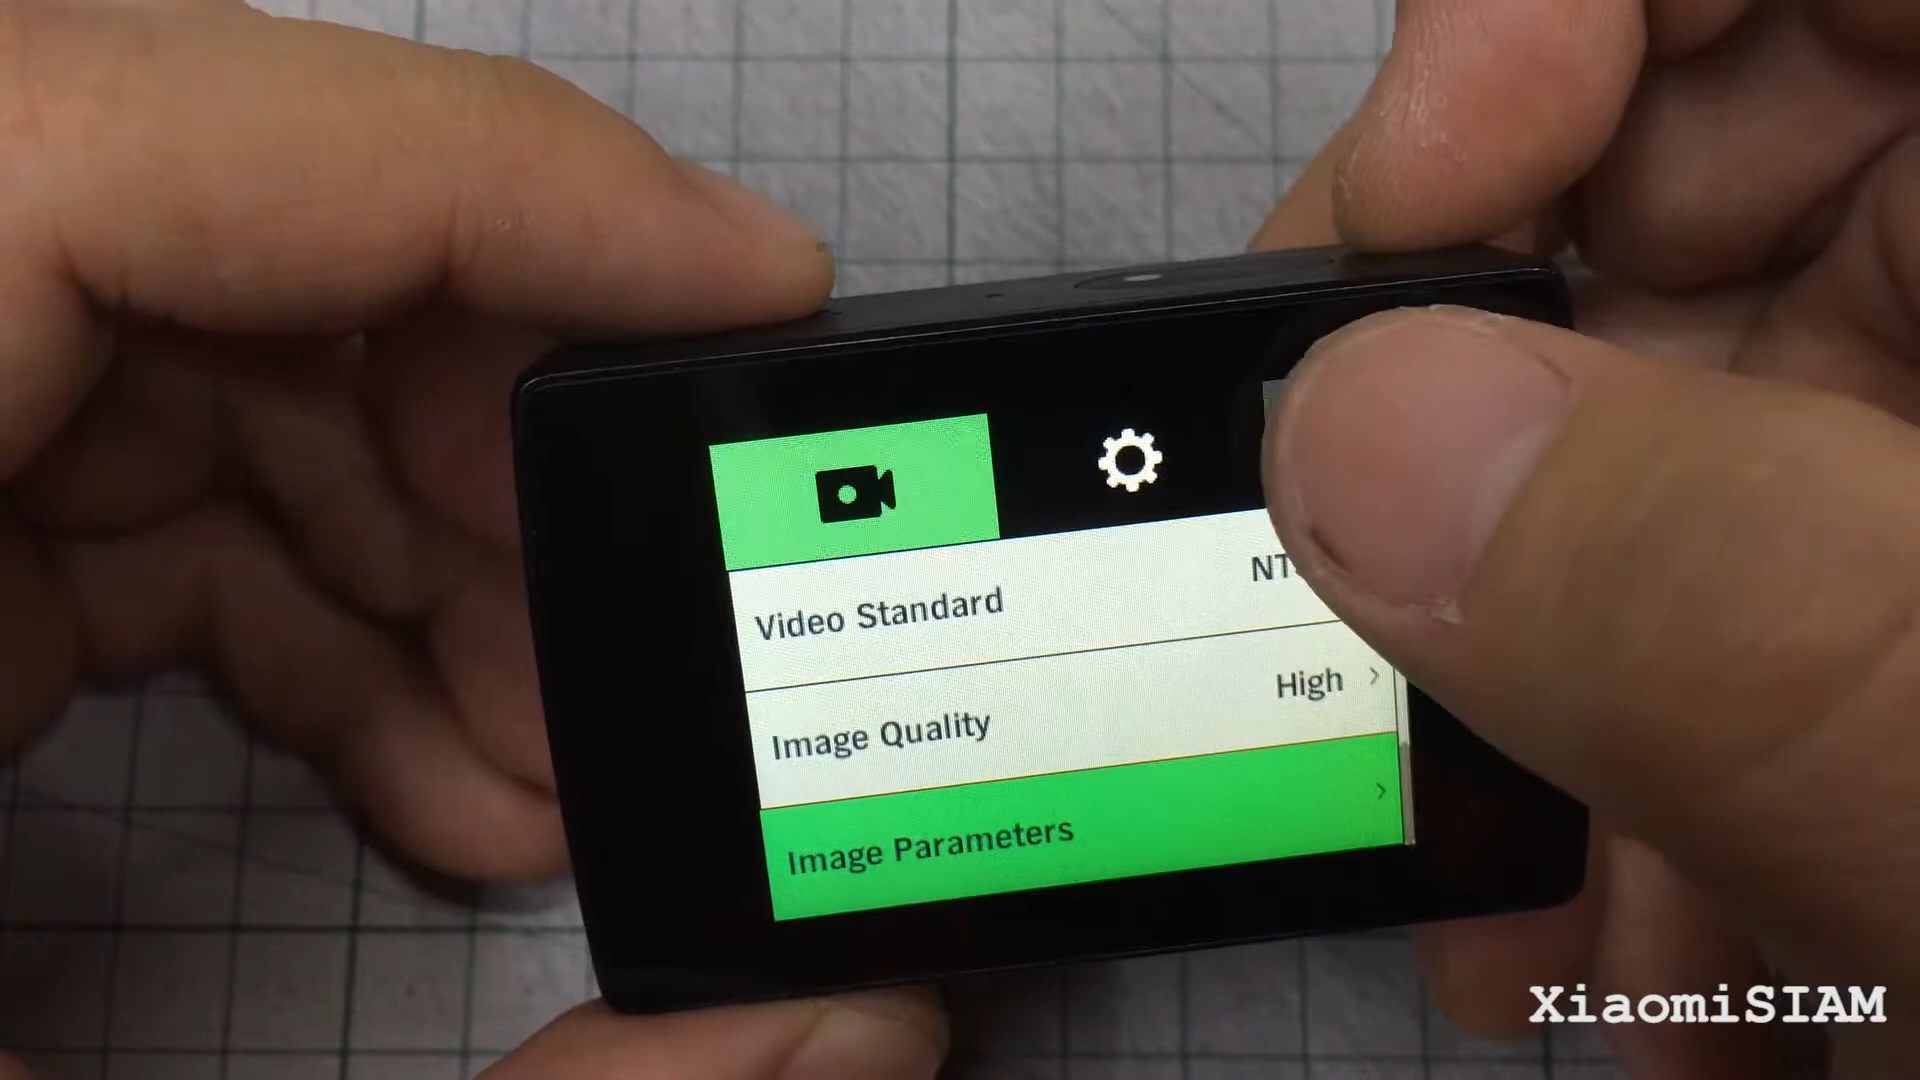 Video Standard
Image Quality High >
Image Parameters >
XiaomiSIAM